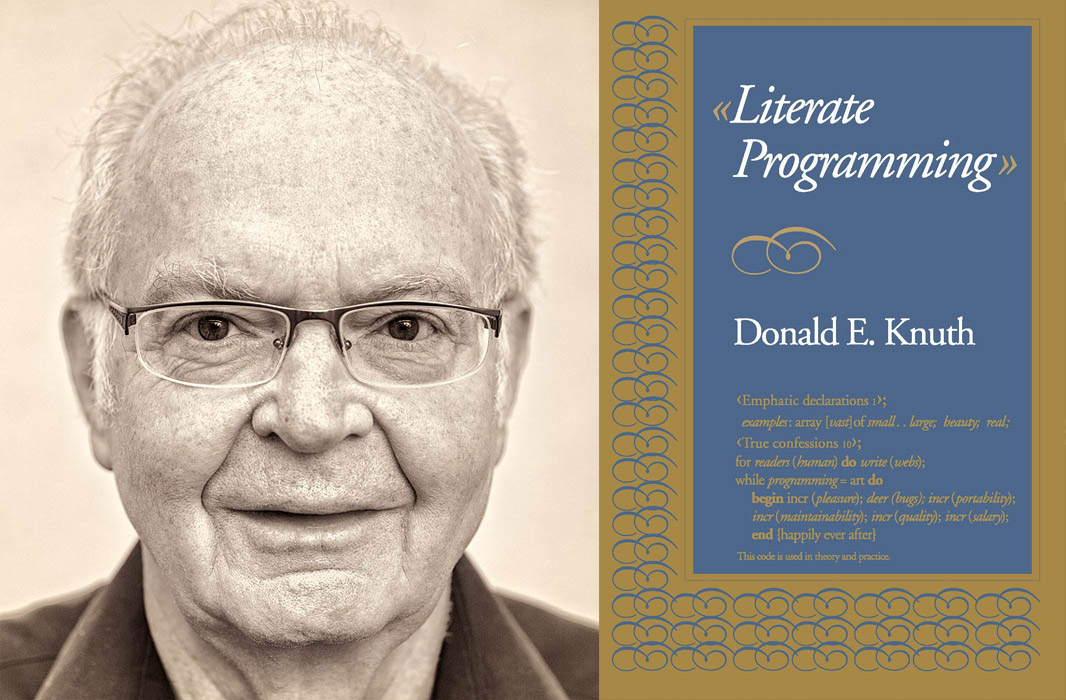 «Literate
Programming»
Donald E. Knuth
‹Emphatic declarations 1›;
examples: array [vast] of small . . large; beauty; real;
‹True confessions 10›;
for readers (human) do write (webs);
while programming = art do
begin incr (pleasure); deer (bugs); incr (portability);
incr (maintainability); incr (quality); incr (salary);
end {happily ever after}
This code is used in theory and practice.